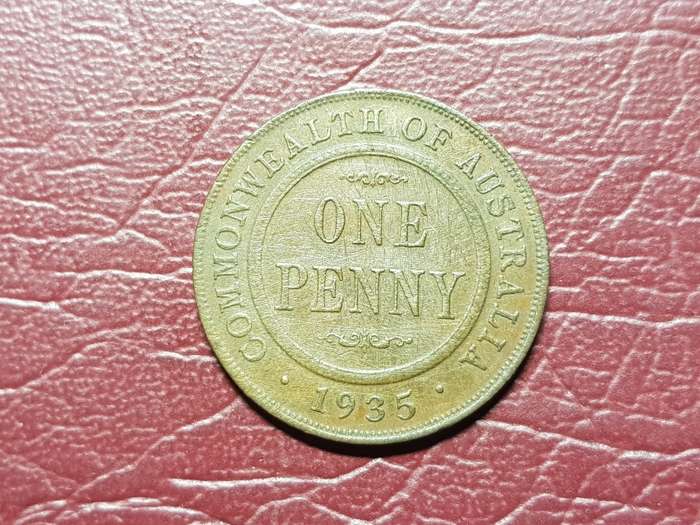 COMMONWEALTH OF AUSTRALIA
ONE
PENNY
· 1935 ·